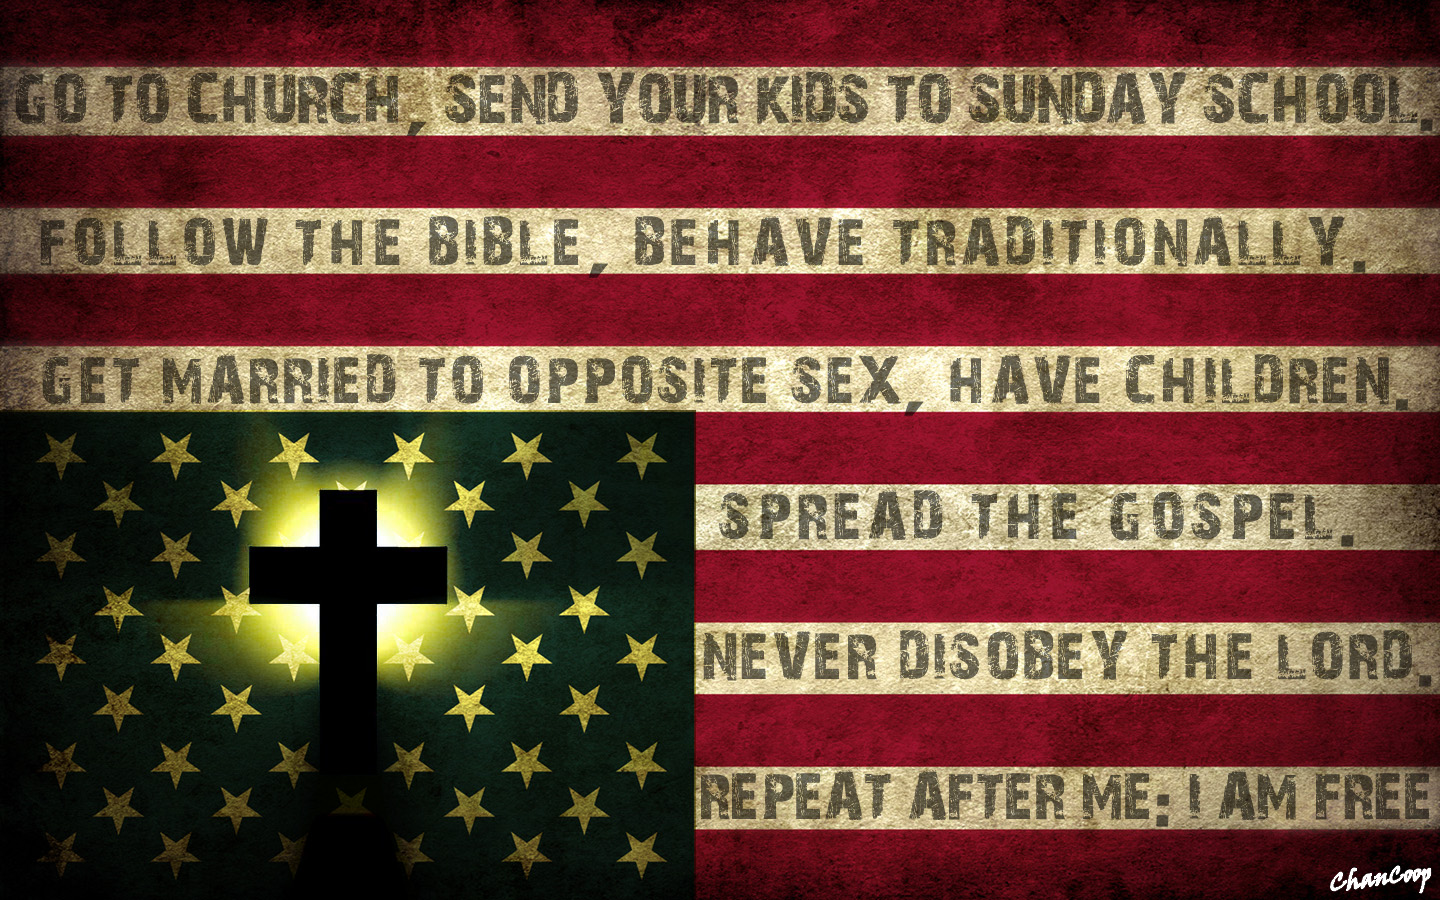 GO TO CHURCH, SEND YOUR KIDS TO SUNDAY SCHOOL.
FOLLOW THE BIBLE, BEHAVE TRADITIONALLY.
GET MARRIED TO OPPOSITE SEX, HAVE CHILDREN.
SPREAD THE GOSPEL.
NEVER DISOBEY THE LORD.
REPEAT AFTER ME: I AM FREE
ChanCoop